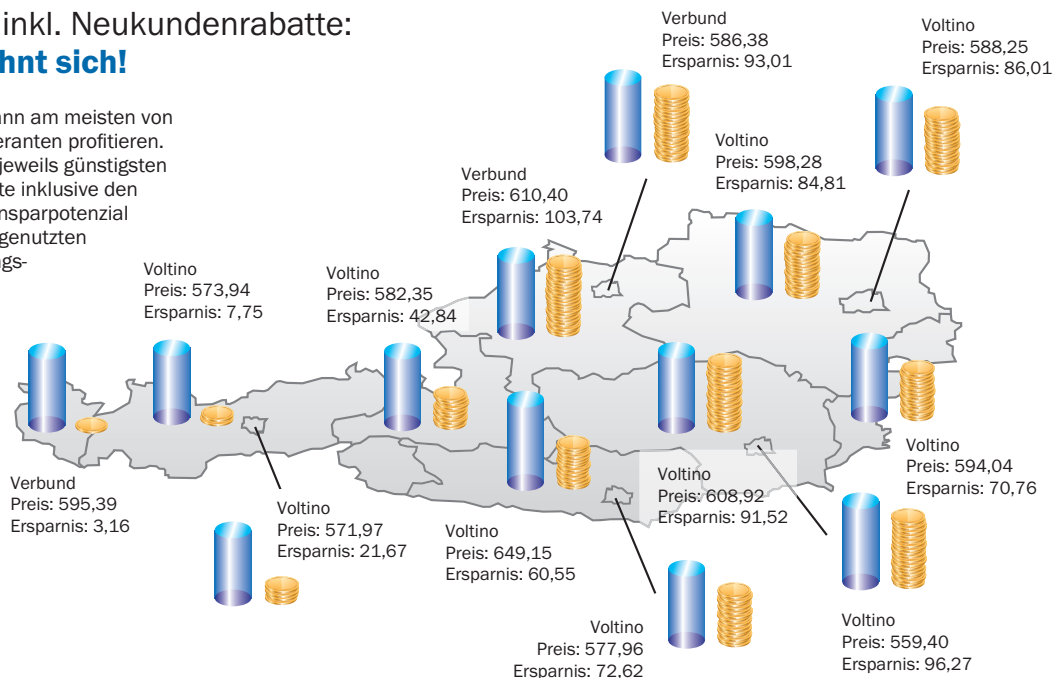 inkl. Neukundenrabatte:
hnt sich!
ann am meisten von
eranten profitieren.
jeweils günstigsten
te inklusive den
nsparpotenzial
genutzten
ngs-
Verbund
Preis: 586,38
Ersparnis: 93,01
Voltino
Preis: 588,25
Ersparnis: 86,01
Voltino
Preis: 598,28
Ersparnis: 84,81
Verbund
Preis: 610,40
Ersparnis: 103,74
Voltino
Preis: 573,94
Ersparnis: 7,75
Voltino
Preis: 582,35
Ersparnis: 42,84
Verbund
Preis: 595,39
Ersparnis: 3,16
Voltino
Preis: 571,97
Ersparnis: 21,67
Voltino
Preis: 649,15
Ersparnis: 60,55
Voltino
Preis: 608,92
Ersparnis: 91,52
Voltino
Preis: 594,04
Ersparnis: 70,76
Voltino
Preis: 577,96
Ersparnis: 72,62
Voltino
Preis: 559,40
Ersparnis: 96,27